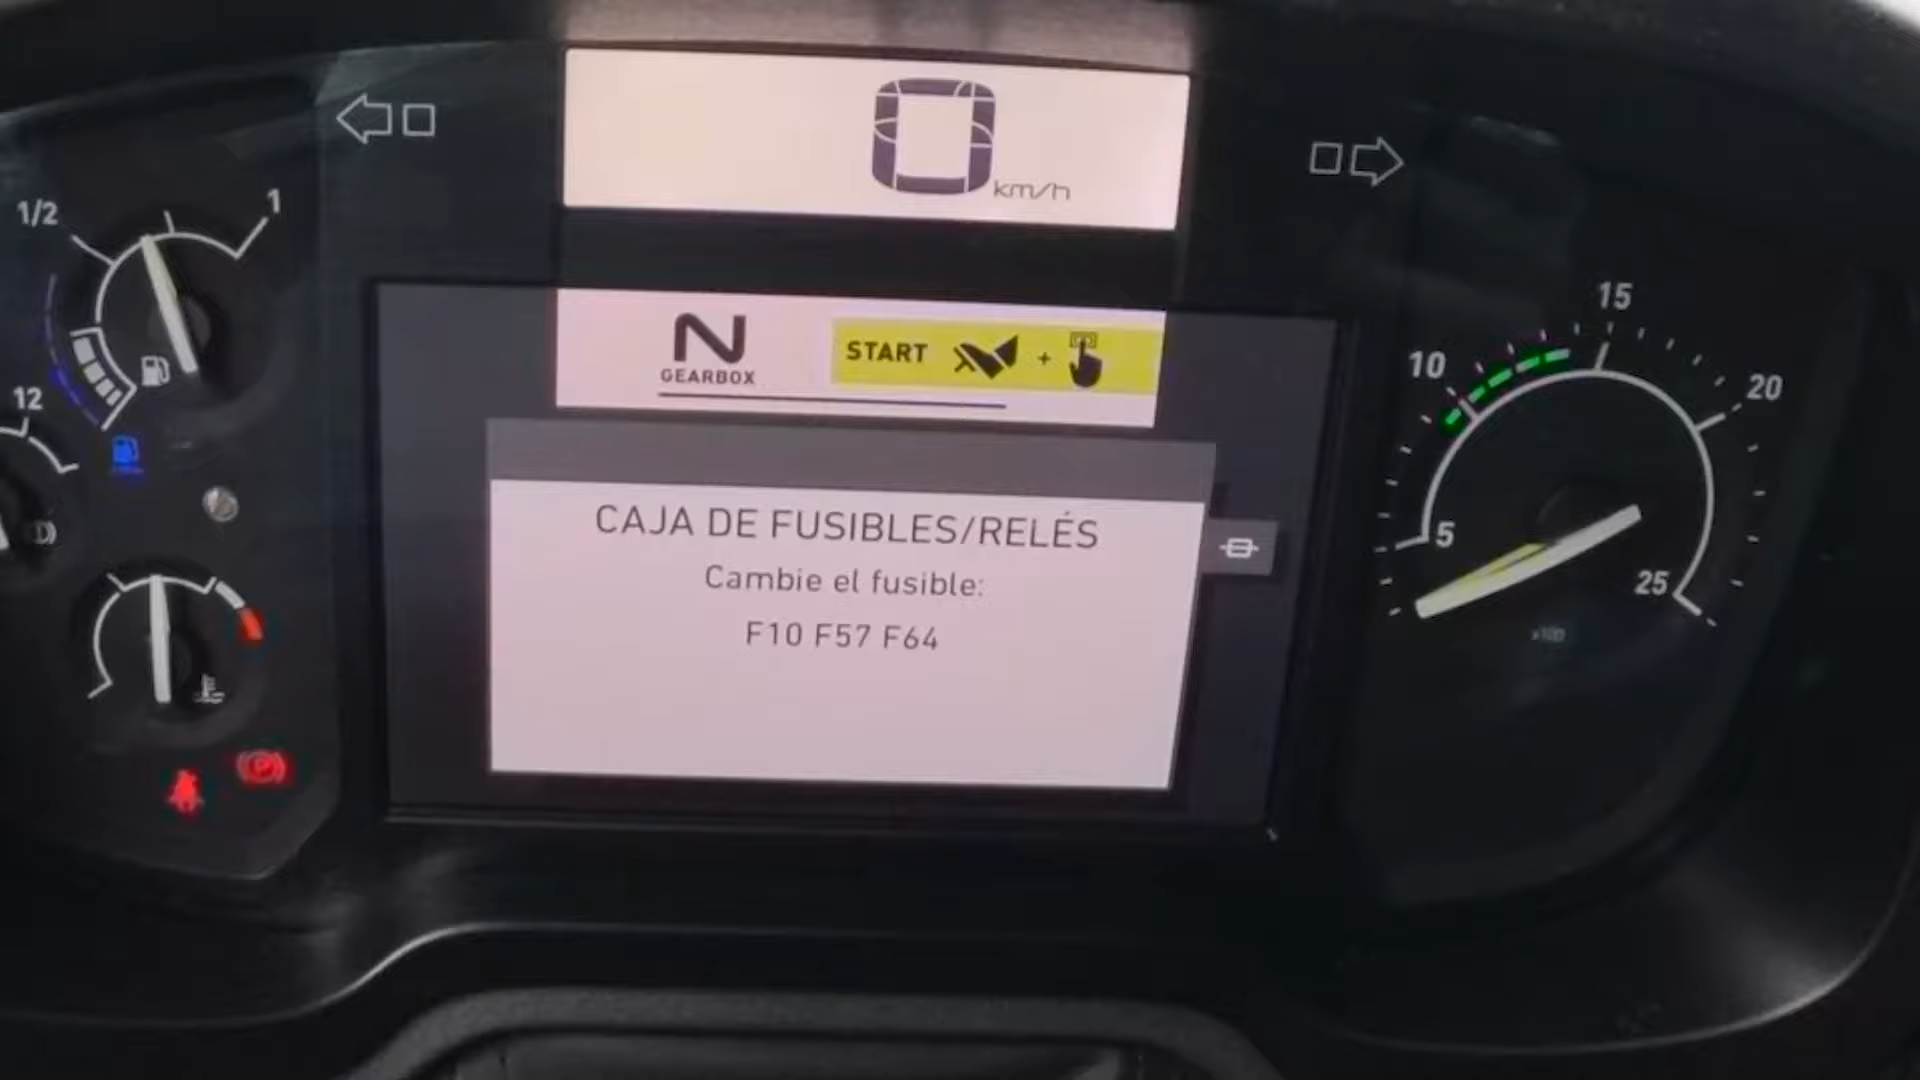 0 km/h
1/2
1
12
N
GEARBOX
START +
CAJA DE FUSIBLES/RELÉS
Cambie el fusible:
F10 F57 F64
P
5
10
15
20
25
x100